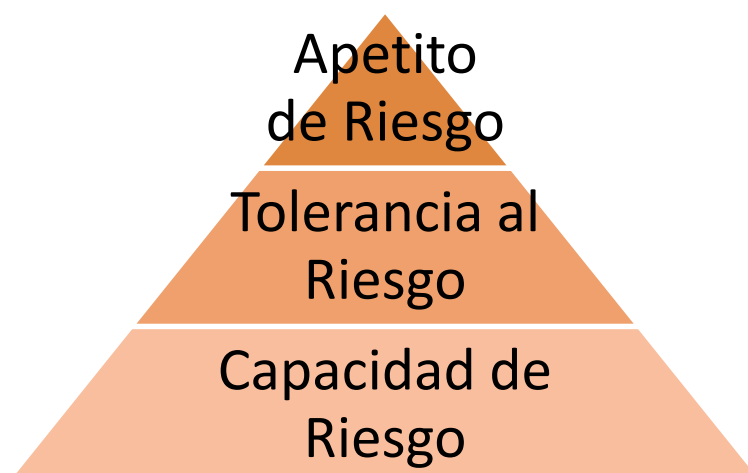 Apetito
de Riesgo
Tolerancia al
Riesgo
Capacidad de
Riesgo